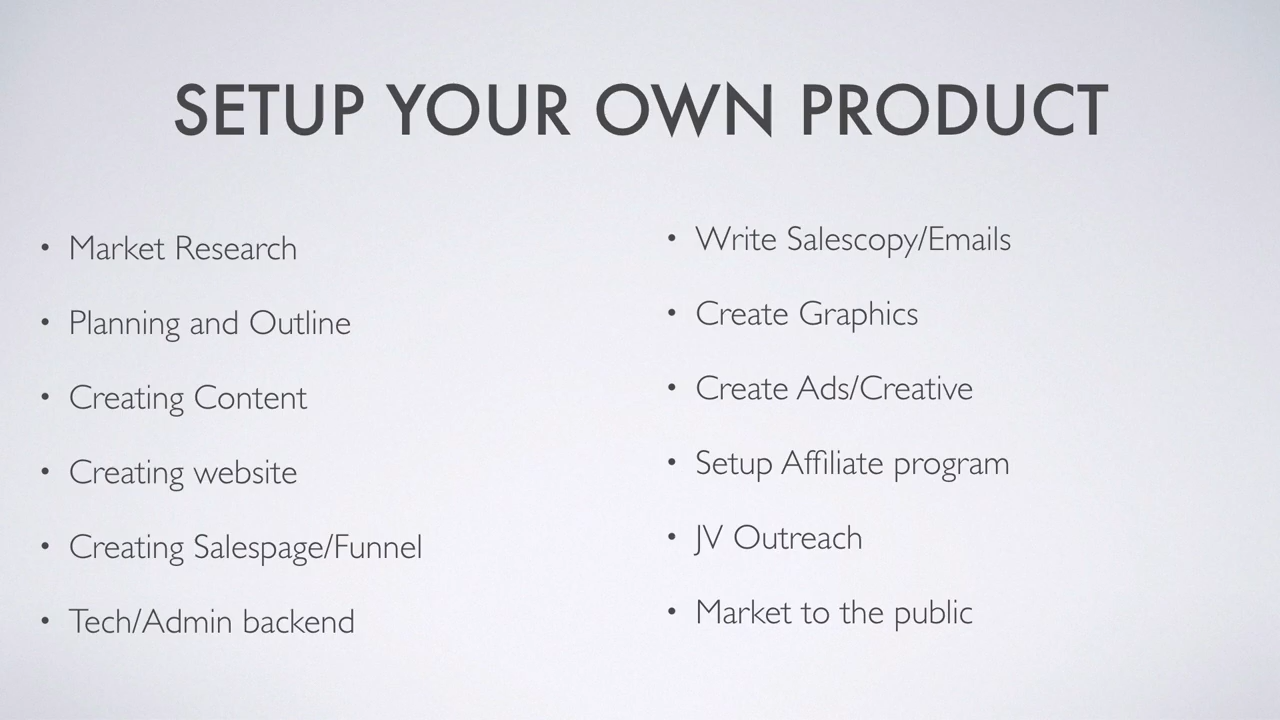 SETUP YOUR OWN PRODUCT
• Market Research
• Planning and Outline
• Creating Content
• Creating website
• Creating Salespage/Funnel
• Tech/Admin backend
• Write Salescopy/Emails
• Create Graphics
• Create Ads/Creative
• Setup Affiliate program
• JV Outreach
• Market to the public